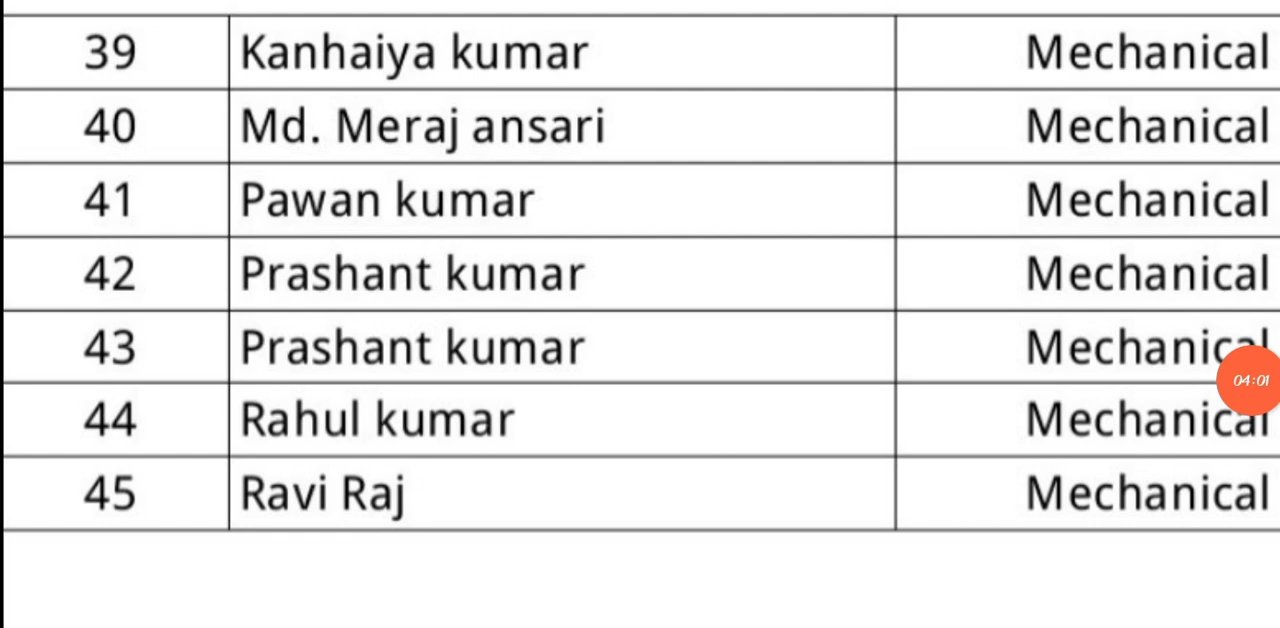 39 Kanhaiya kumar Mechanical
40 Md. Meraj ansari Mechanical
41 Pawan kumar Mechanical
42 Prashant kumar Mechanical
43 Prashant kumar Mechanical
04:01
44 Rahul kumar Mechanical
45 Ravi Raj Mechanical